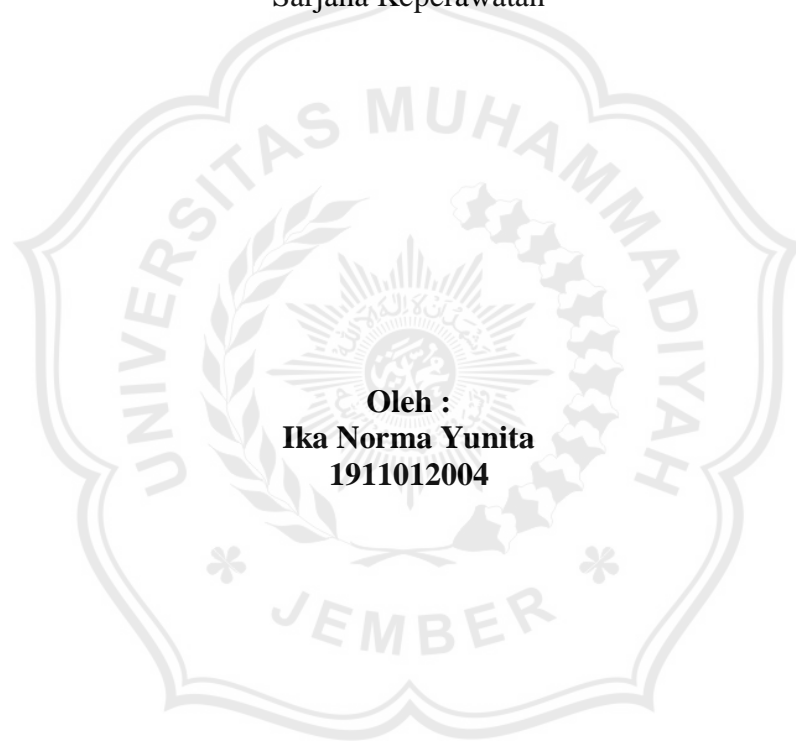 Sarjana Keperawatan
UNIVERSITAS MUHAMMADIYAH
Oleh :
Ika Norma Yunita
1911012004
JEMBER